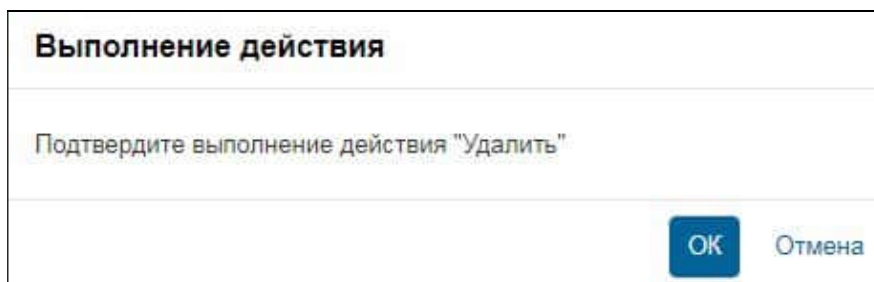 Выполнение действия
Подтвердите выполнение действия "Удалить"
ОК Отмена